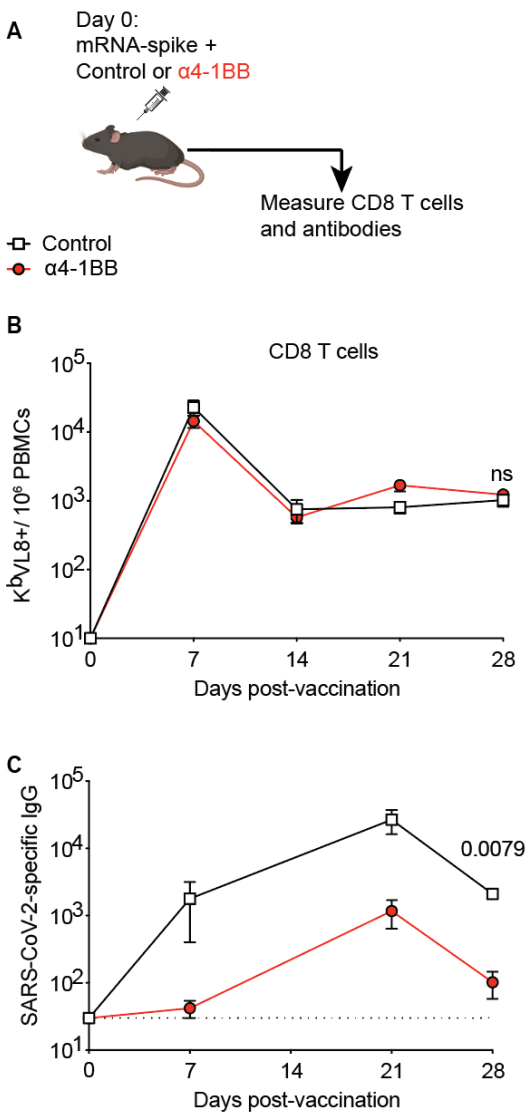 A
Day 0:
mRNA-spike +
Control or α4-1BB
Measure CD8 T cells
and antibodies
Control
α4-1BB
B
CD8 T cells
K^bVL8+/ 10⁶ PBMCs
10⁵
10⁴
10³
10²
10¹
ns
0 7 14 21 28
Days post-vaccination
C
SARS-CoV-2-specific IgG
10⁵
10⁴
10³
10²
10¹
0.0079
0 7 14 21 28
Days post-vaccination